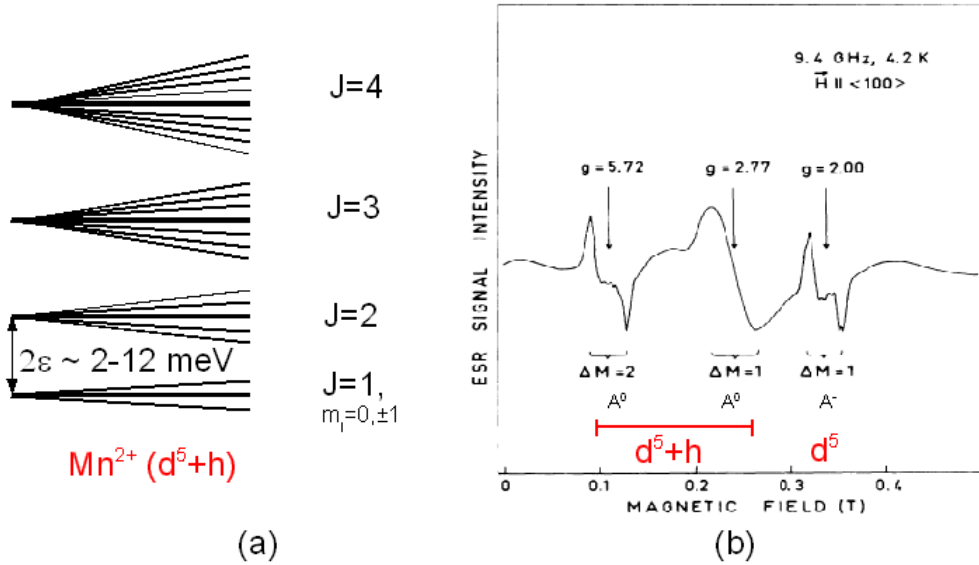 J=4
J=3
J=2
2ε ~ 2-12 meV
J=1,
mⱼ=0,±1
Mn²⁺ (d⁵+h)
(a)
9.4 GHz, 4.2 K
H⃗ II <100>
g=5.72
g=2.77
g=2.00
ESR SIGNAL INTENSITY
ΔM=2
ΔM=1
ΔM=1
A⁰
A⁰
A⁻
d⁵+h
d⁵
0
0.1
0.2
0.3
0.4
MAGNETIC FIELD (T)
(b)